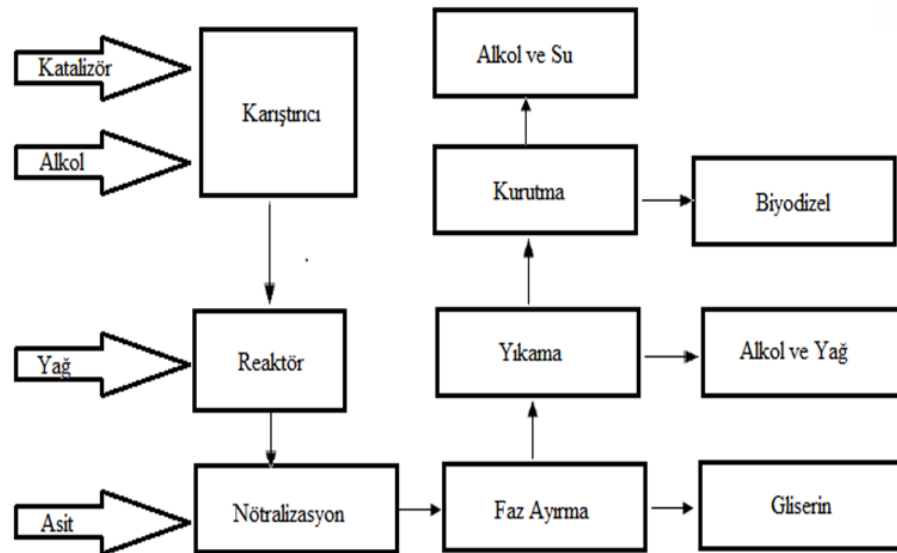 Katalizör
Alkol
Karıştırıcı
Yağ
Reaktör
Asit
Nötralizasyon
Faz Ayırma
Gliserin
Yıkama
Alkol ve Yağ
Kurutma
Biyodizel
Alkol ve Su